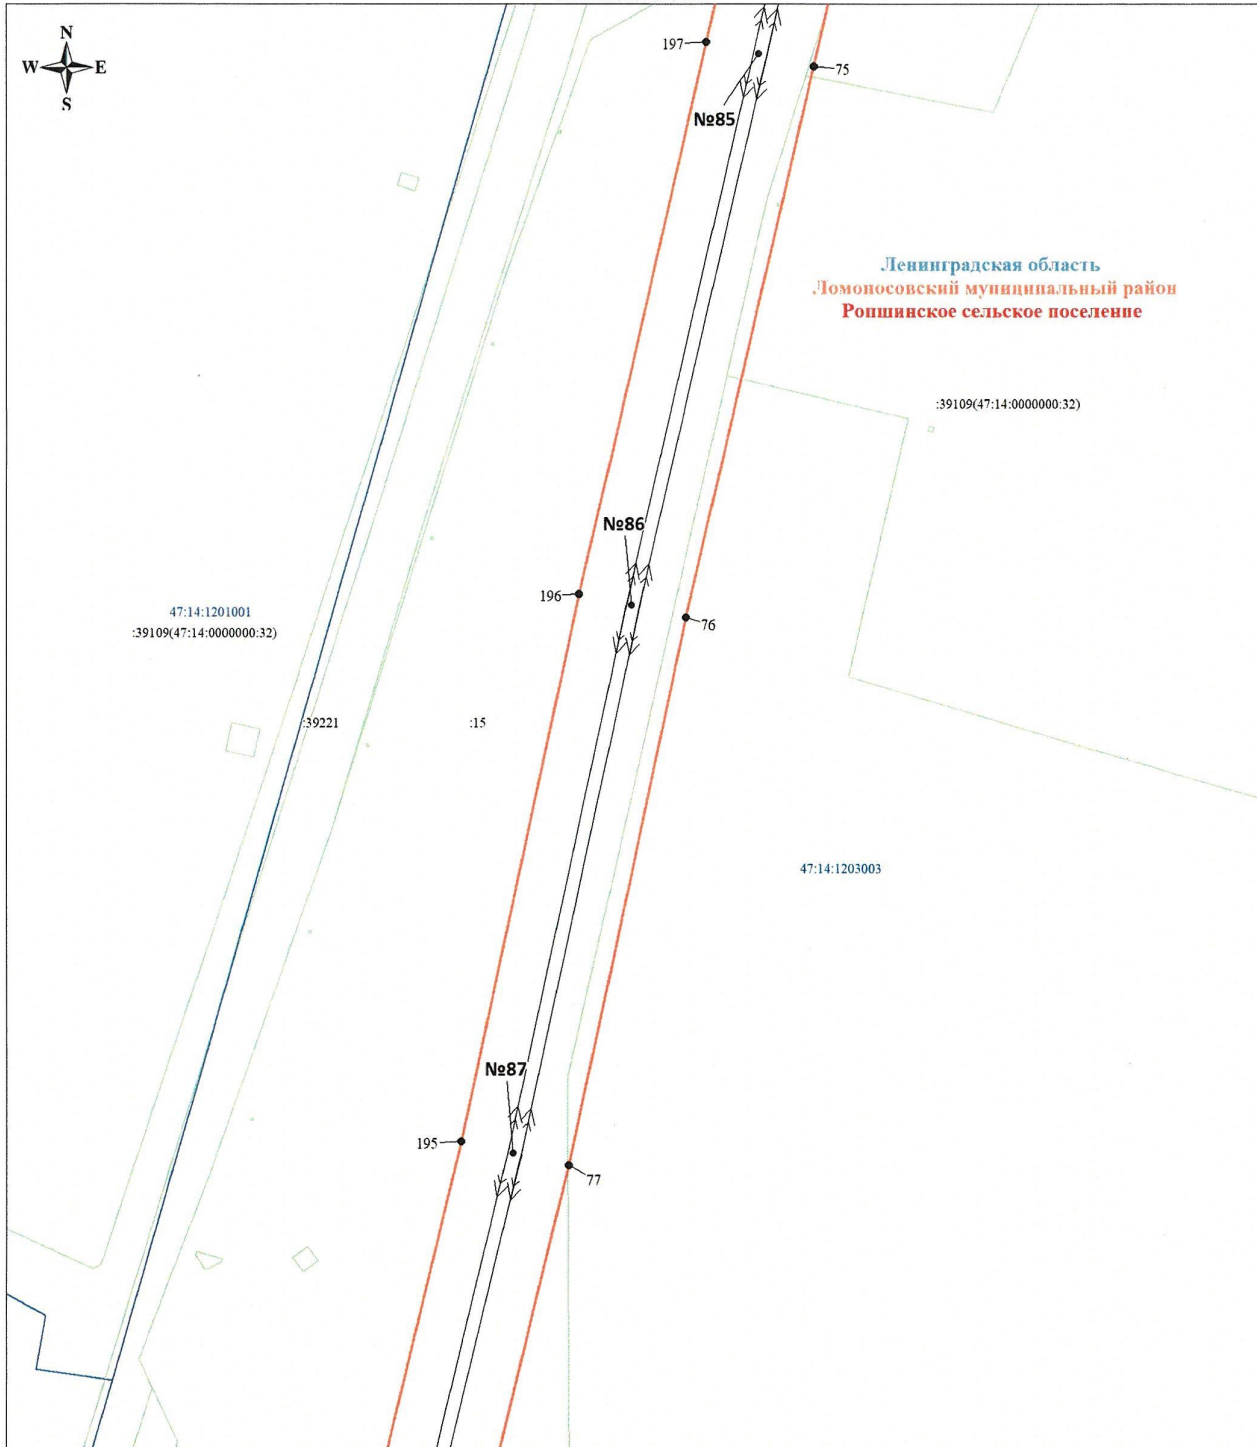 N
W E
S
197
75
№85
Ленинградская область
Ломоносовский муниципальный район
Ропшинское сельское поселение
:39109(47:14:0000000:32)
№86
196
76
47:14:1201001
:39109(47:14:0000000:32)
:39221
:15
47:14:1203003
№87
195
77